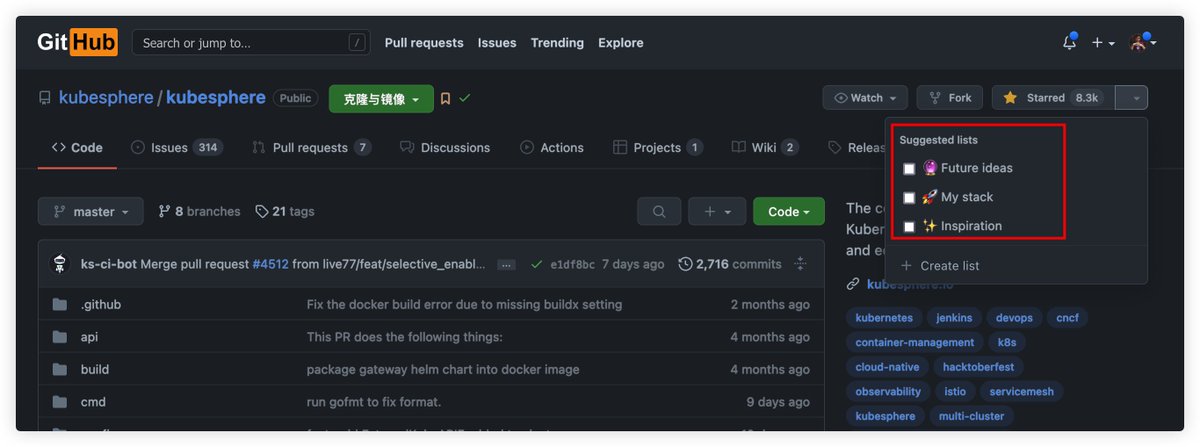 GitHub Search or jump to... / Pull requests Issues Trending Explore
kubesphere / kubesphere Public 克隆与镜像 Watch Fork Starred 8.3k
Code Issues 314 Pull requests 7 Discussions Actions Projects 1 Wiki 2 Releas
Suggested lists
🔮 Future ideas
🚀 My stack
✨ Inspiration
+ Create list
master 8 branches 21 tags + Code
ks-ci-bot Merge pull request #4512 from live77/feat/selective_enabl... ... e1df8bc 7 days ago 2,716 commits
.github Fix the docker build error due to missing buildx setting 2 months ago
api This PR does the following things: 4 months ago
build package gateway helm chart into docker image 4 months ago
cmd run gofmt to fix format. 9 days ago
The co
Kuber
and e
kubesphere.io
kubernetes jenkins devops cncf
container-management k8s
cloud-native hacktoberfest
observability istio servicemesh
kubesphere multi-cluster